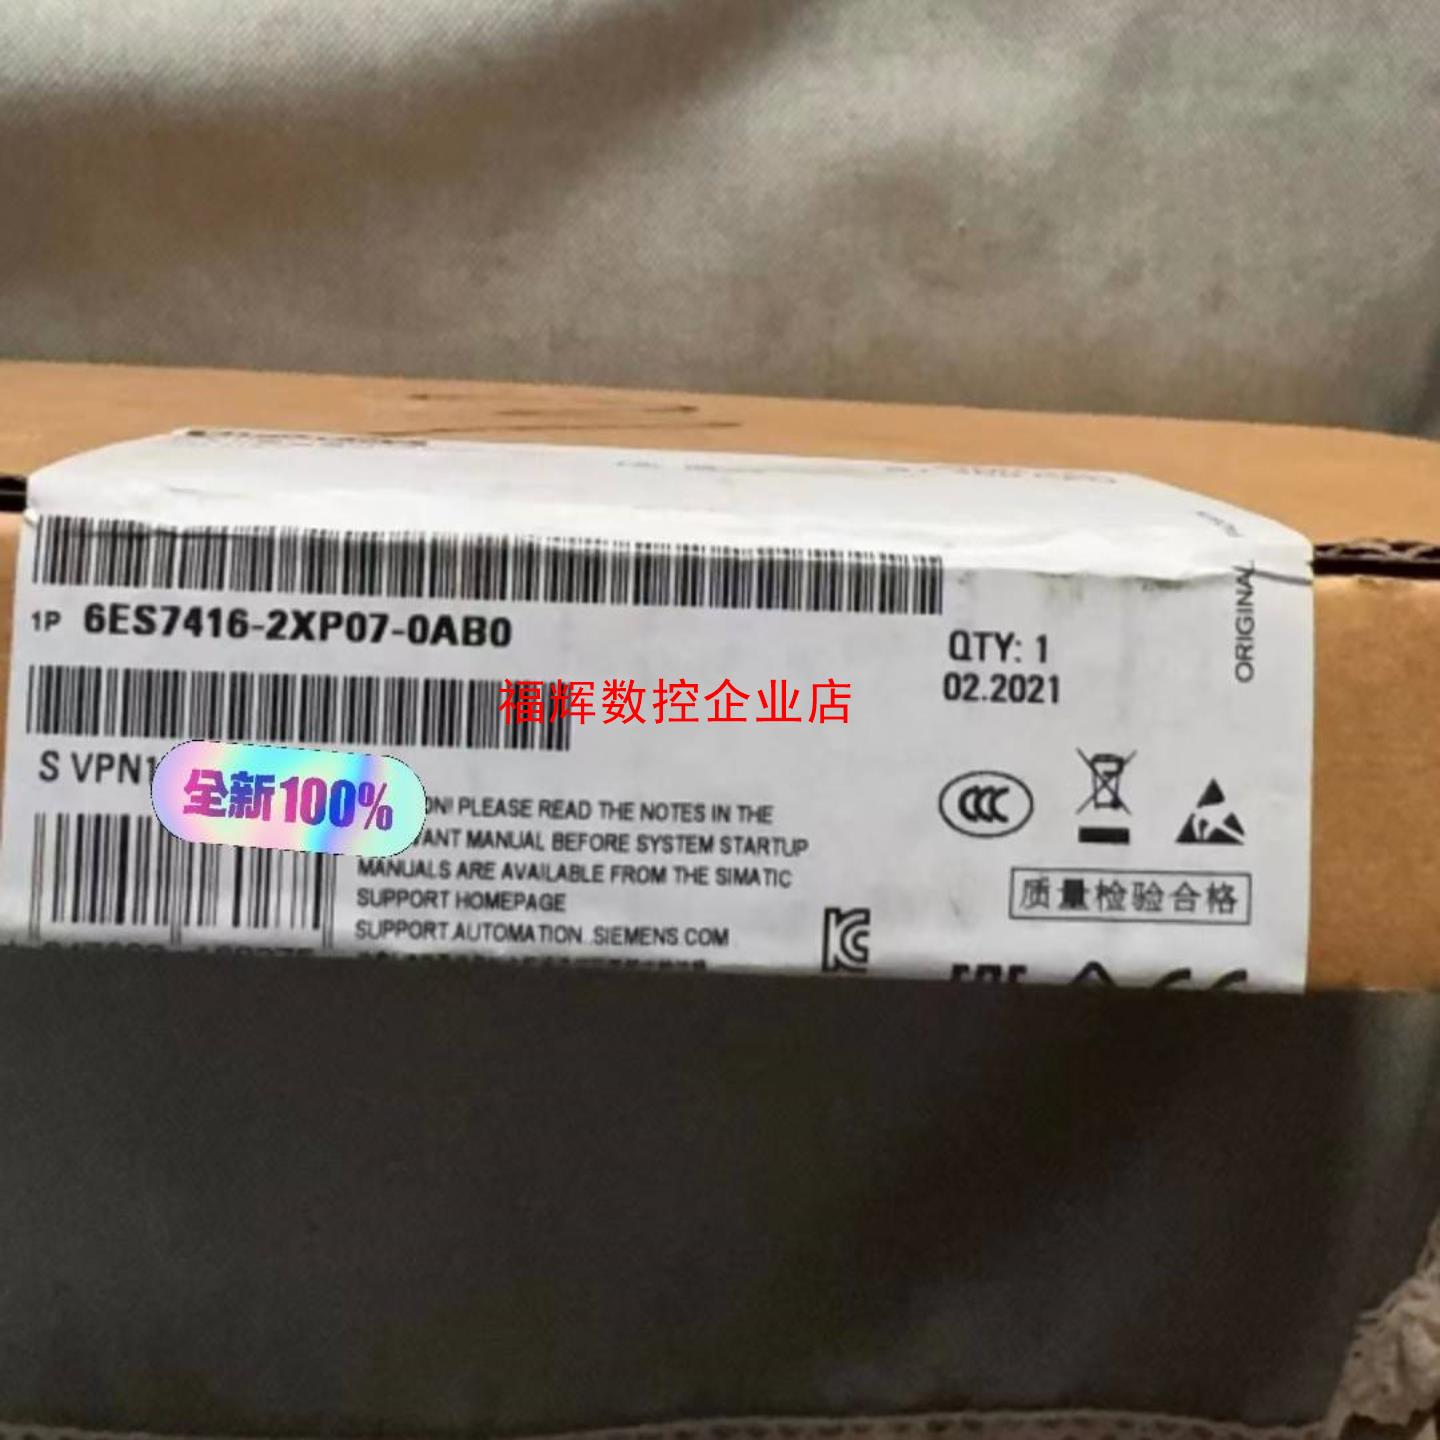 1P 6ES7416-2XP07-0AB0
QTY: 1
02.2021
ORIGINAL
福辉数控企业店
S VPN1
全新100%
ON! PLEASE READ THE NOTES IN THE
VANT MANUAL BEFORE SYSTEM STARTUP
MANUALS ARE AVAILABLE FROM THE SIMATIC
SUPPORT HOMEPAGE
SUPPORT.AUTOMATION.SIEMENS.COM
质量检验合格